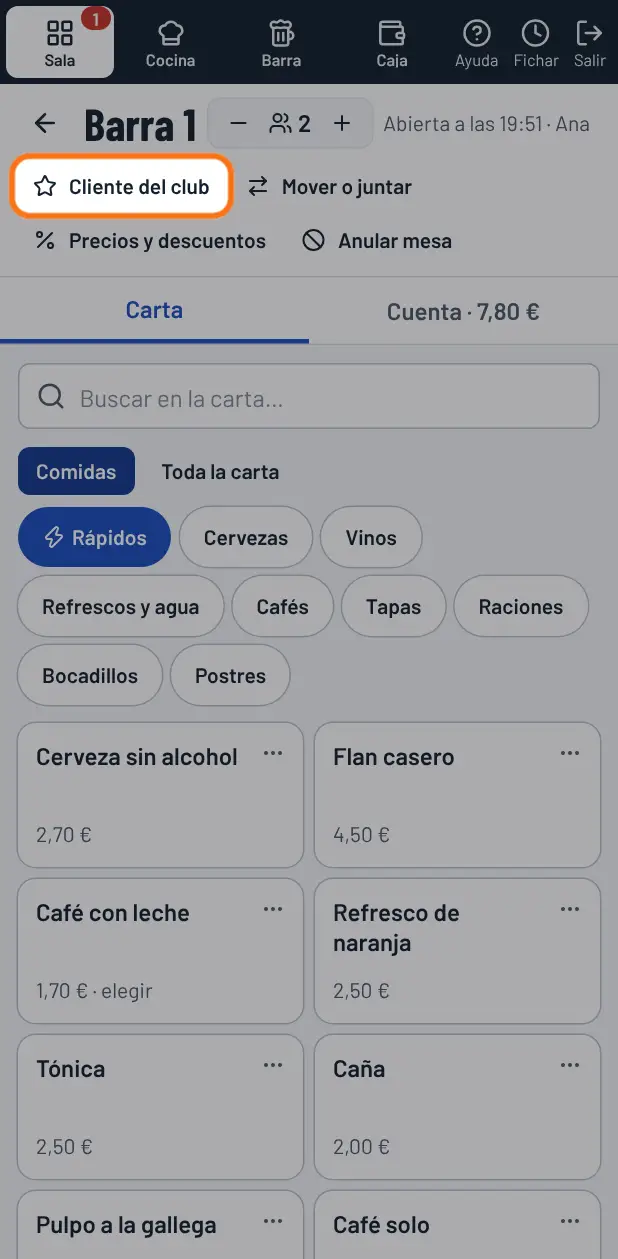 1
Sala
Cocina
Barra
Caja
Ayuda
Fichar
Salir
Barra 1
− 2 +
Abierta a las 19:51 · Ana
Cliente del club
Mover o juntar
% Precios y descuentos
Anular mesa
Carta
Cuenta · 7,80 €
Buscar en la carta...
Comidas
Toda la carta
Rápidos
Cervezas
Vinos
Refrescos y agua
Cafés
Tapas
Raciones
Bocadillos
Postres
Cerveza sin alcohol ···
2,70 €
Flan casero ···
4,50 €
Café con leche ···
1,70 € · elegir
Refresco de ···
naranja
2,50 €
Tónica ···
2,50 €
Caña ···
2,00 €
Pulpo a la gallega ···
Café solo ···